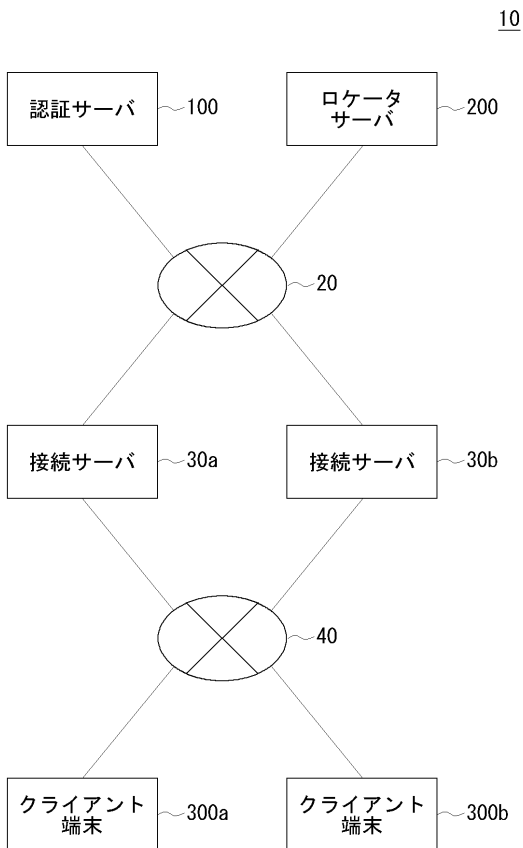 10
認証サーバ 100
ロケータ
サーバ 200
20
接続サーバ 30a
接続サーバ 30b
40
クライアント
端末 300a
クライアント
端末 300b